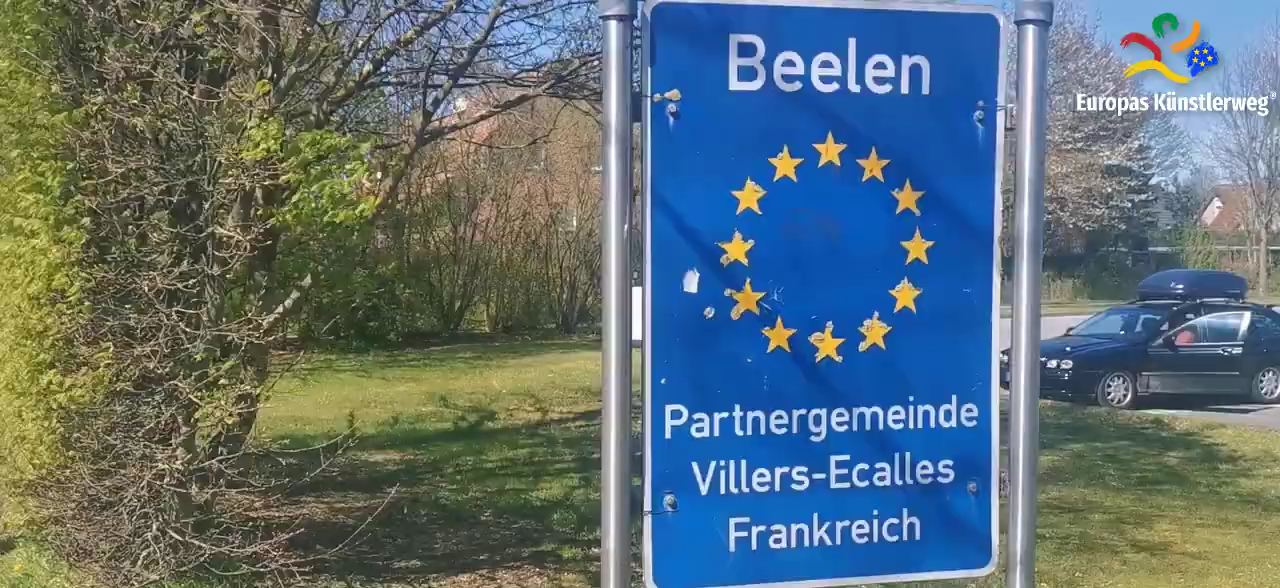 Beelen
Europas Künstlerweg®
Partnergemeinde
Villers-Ecalles
Frankreich